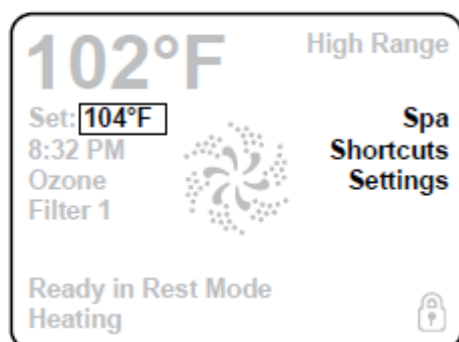 102°F
High Range
Set: 104°F
8:32 PM
Ozone
Filter 1
Spa
Shortcuts
Settings
Ready in Rest Mode
Heating